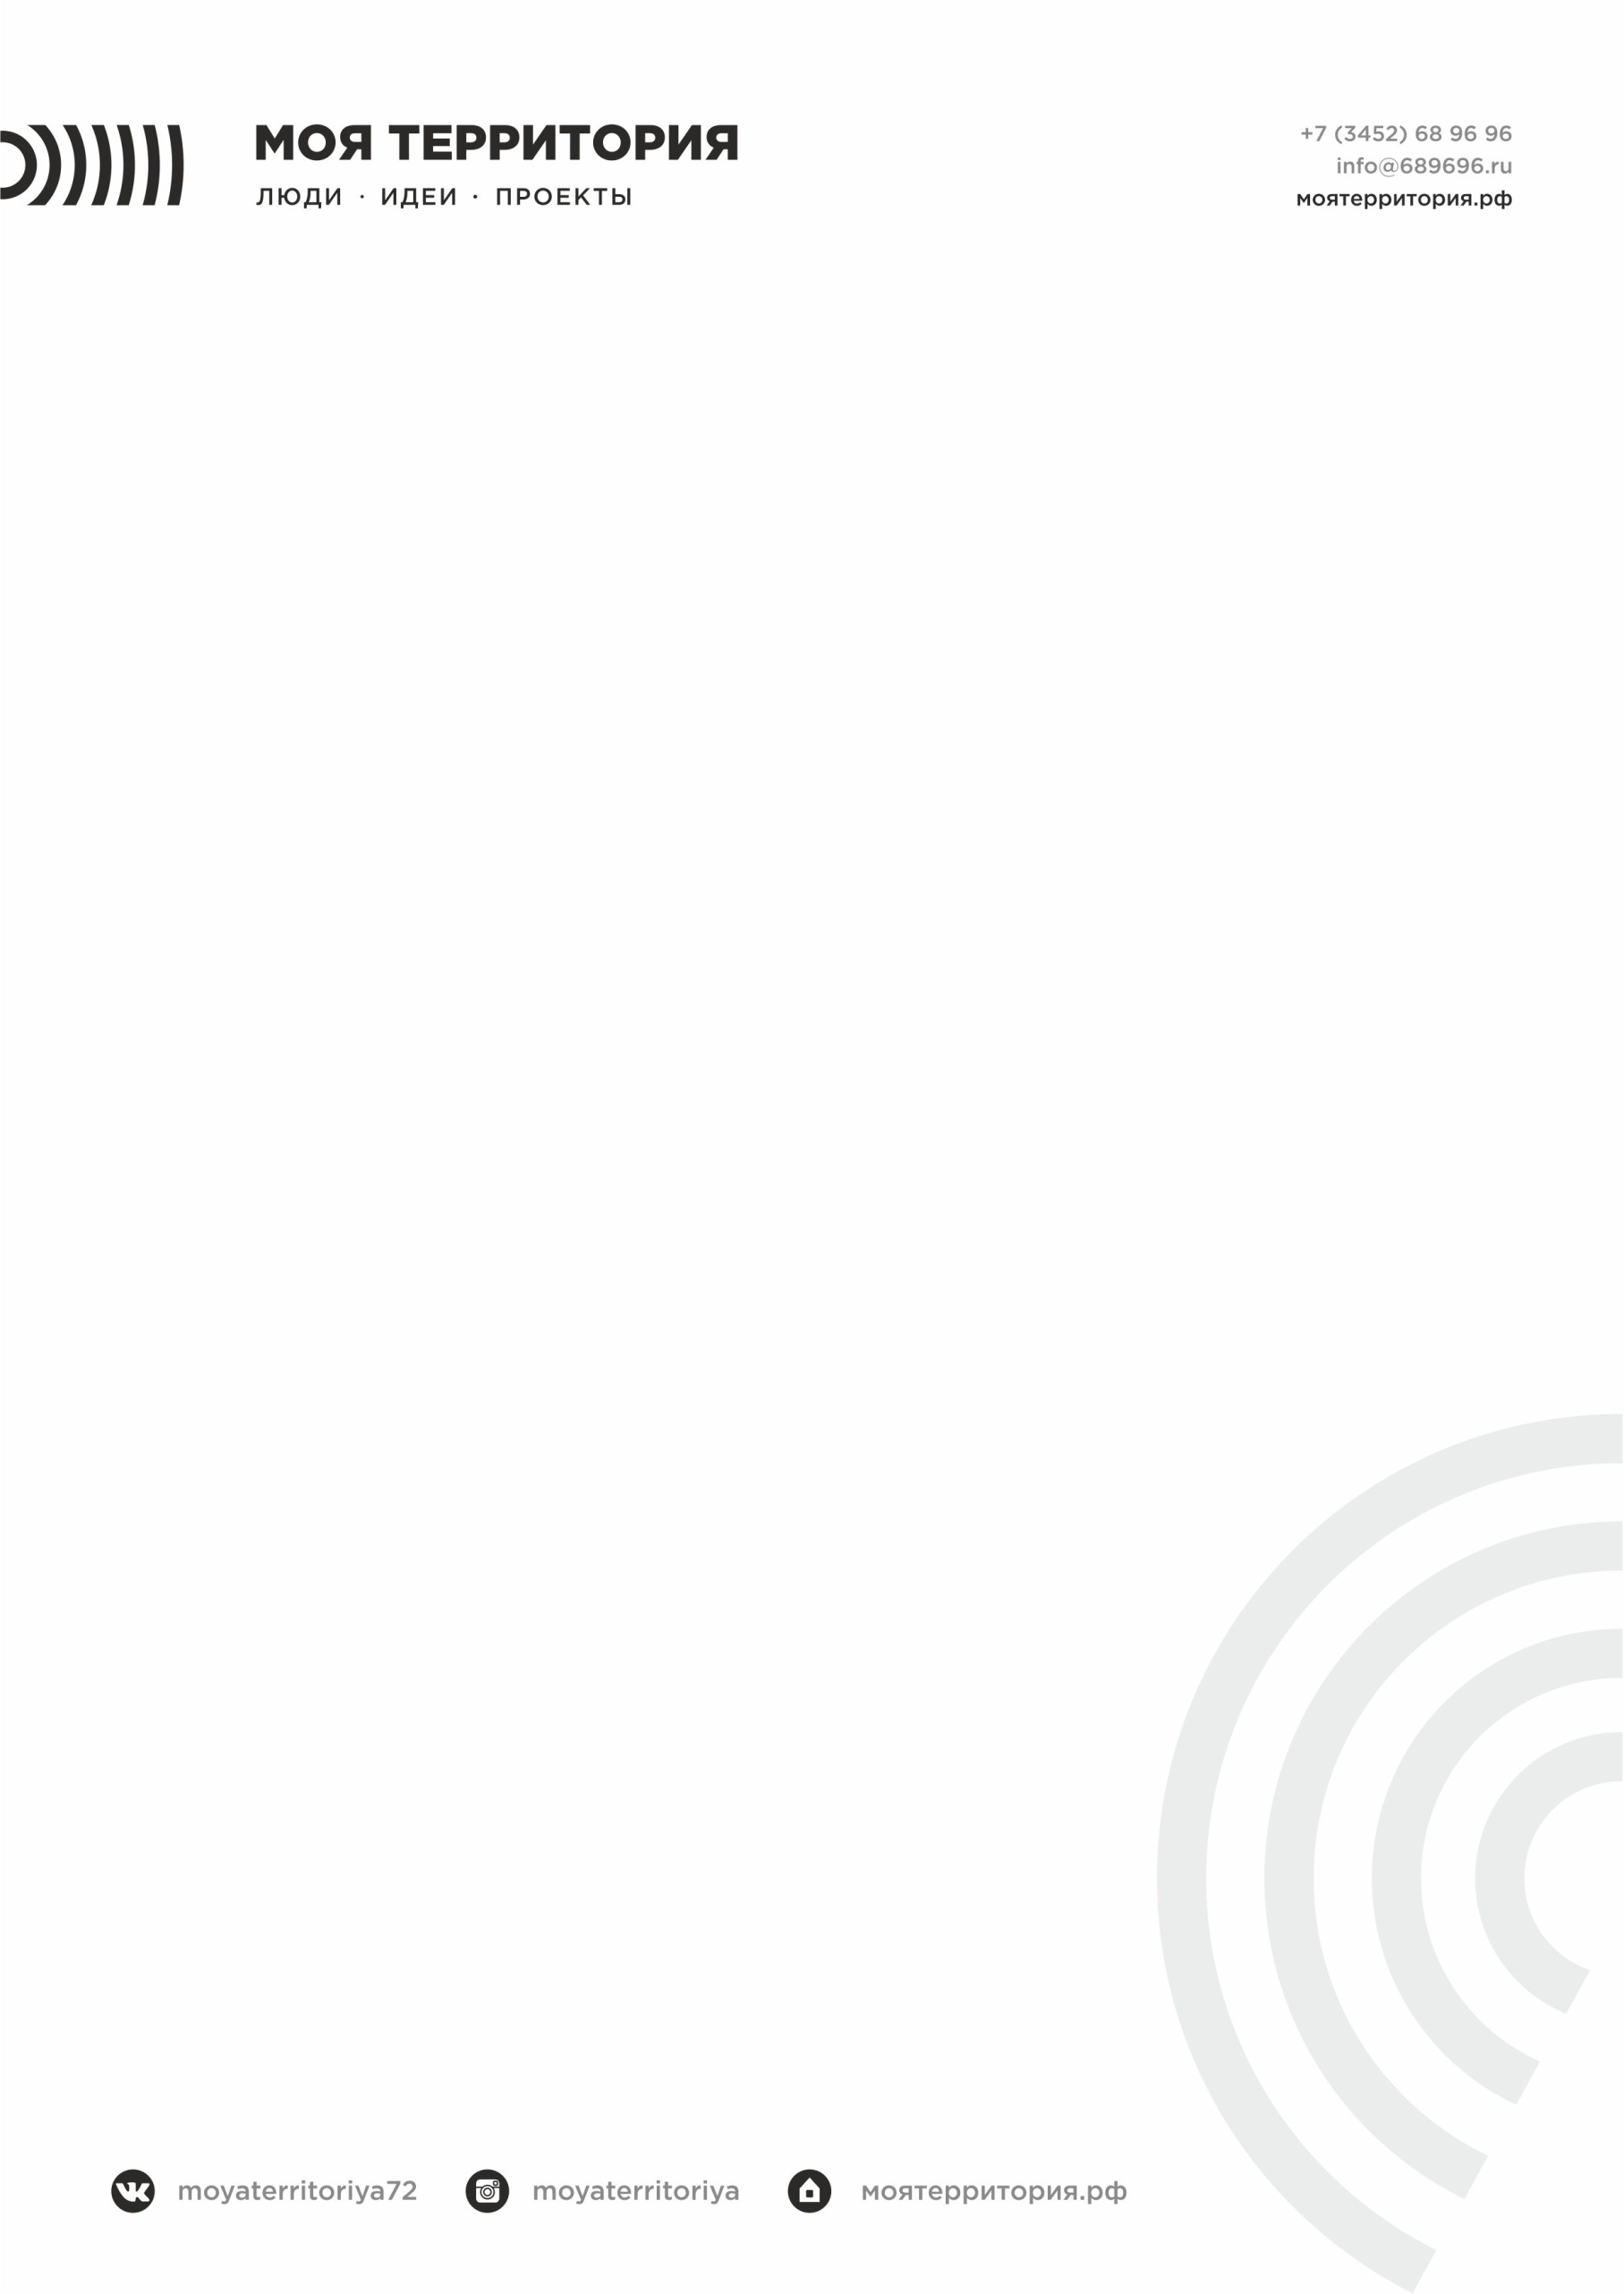 МОЯ ТЕРРИТОРИЯ
ЛЮДИ · ИДЕИ · ПРОЕКТЫ
+7 (3452) 68 96 96
info@689696.ru
моятерритория.рф
moyaterritoriya72 moyaterritoriya моятерритория.рф